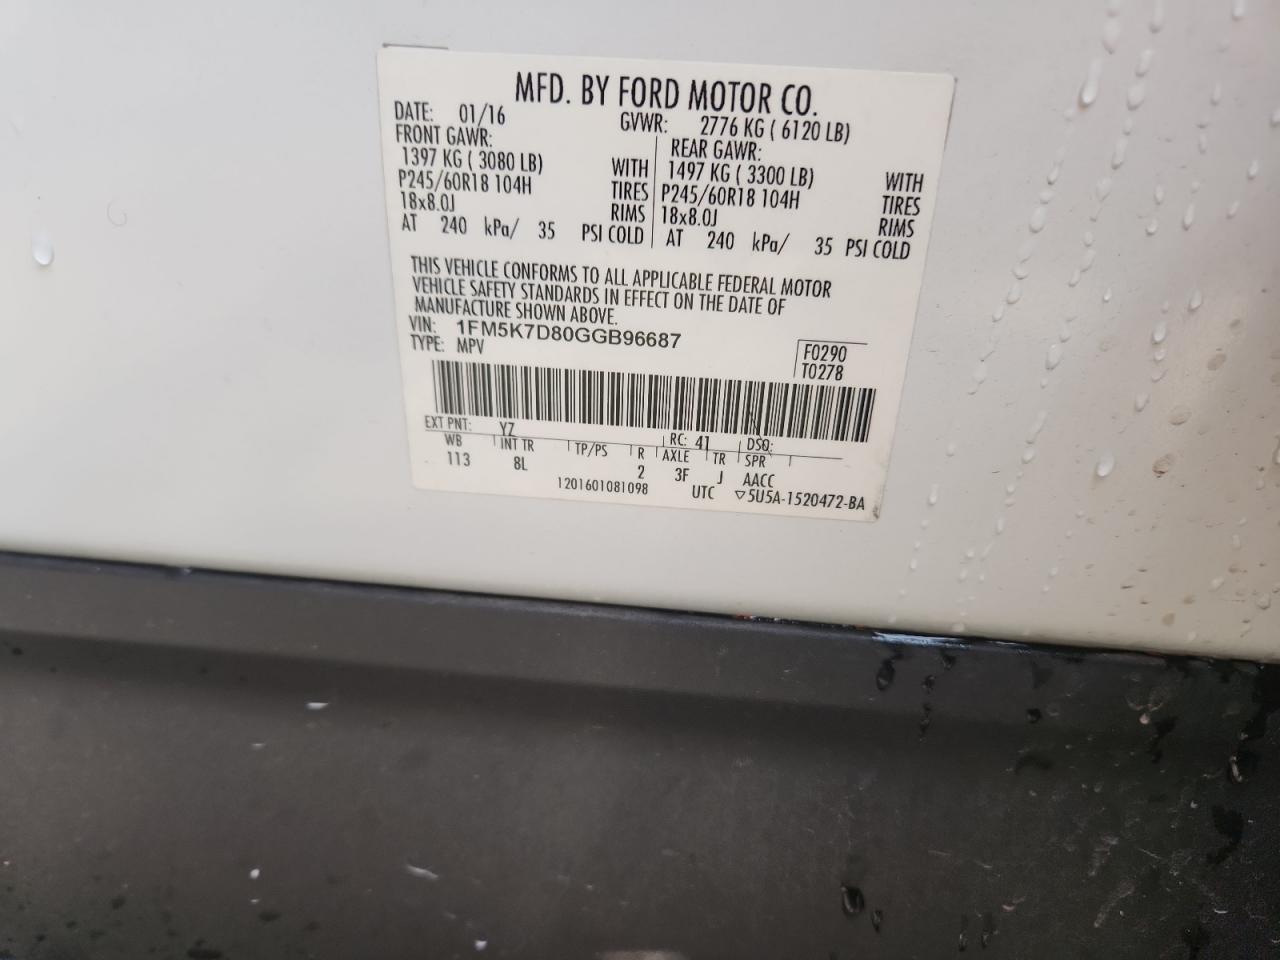 MFD. BY FORD MOTOR CO.
DATE: 01/16 GVWR: 2776 KG ( 6120 LB)
FRONT GAWR: REAR GAWR:
1397 KG ( 3080 LB) WITH 1497 KG ( 3300 LB) WITH
P245/60R18 104H TIRES P245/60R18 104H TIRES
18x8.0J RIMS 18x8.0J RIMS
AT 240 kPa/ 35 PSI COLD AT 240 kPa/ 35 PSI COLD
THIS VEHICLE CONFORMS TO ALL APPLICABLE FEDERAL MOTOR
VEHICLE SAFETY STANDARDS IN EFFECT ON THE DATE OF
MANUFACTURE SHOWN ABOVE.
VIN: 1FM5K7D80GGB96687
TYPE: MPV F0290
T0278
EXT PNT: YZ RC: 41 DSO:
WB INT TR TP/PS R AXLE TR SPR
113 8L 2 3F J AACC
1201601081098 UTC ▽5U5A-1520472-BA